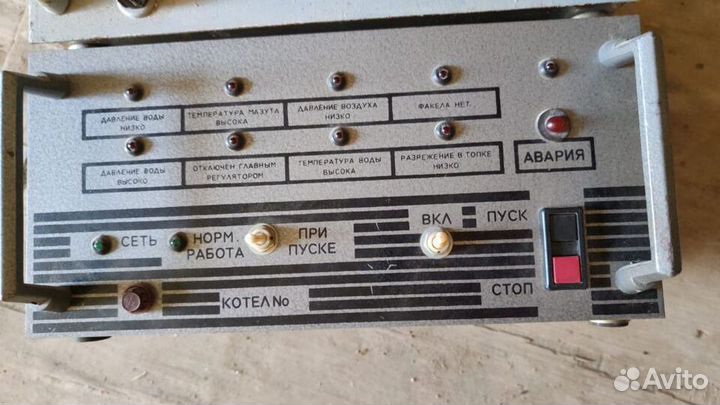 ДАВЛЕНИЕ ВОДЫ
НИЗКО
ТЕМПЕРАТУРА МАЗУТА
ВЫСОКА
ДАВЛЕНИЕ ВОЗДУХА
НИЗКО
ФАКЕЛА НЕТ
ДАВЛЕНИЕ ВОДЫ
ВЫСОКО
ОТКЛЮЧЕН ГЛАВНЫМ
РЕГУЛЯТОРОМ
ТЕМПЕРАТУРА ВОДЫ
ВЫСОКА
РАЗРЕЖЕНИЕ В ТОПКЕ
НИЗКО
АВАРИЯ
СЕТЬ
НОРМ.
РАБОТА
ПРИ
ПУСКЕ
ВКЛ
ПУСК
КОТЕЛ №
СТОП
Avito